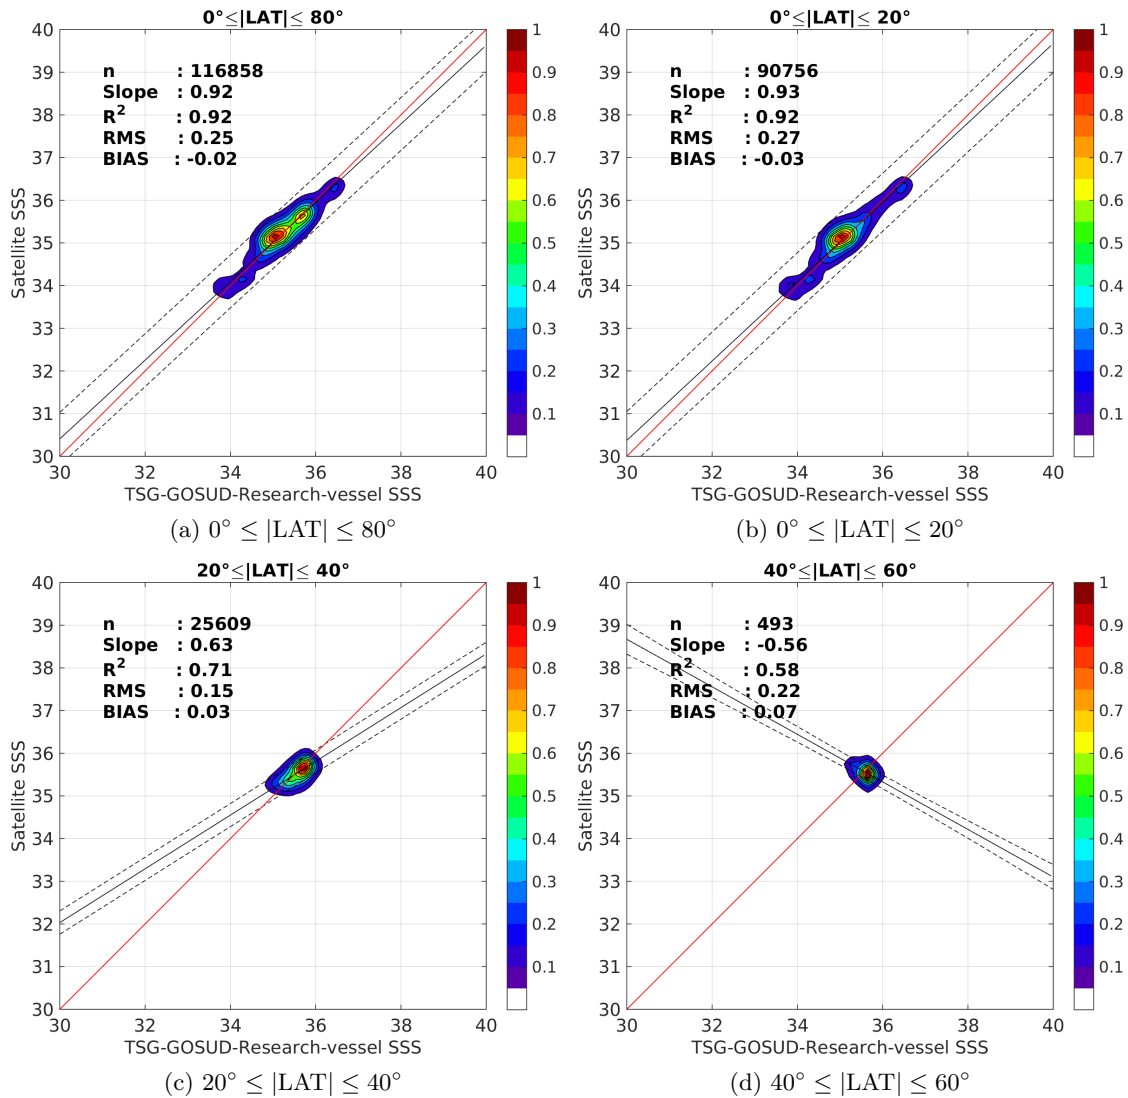 0°≤|LAT|≤ 80°
40
39
38
37
36
35
34
33
32
31
30
n : 116858
Slope : 0.92
R² : 0.92
RMS : 0.25
BIAS : -0.02
Satellite SSS
30 32 34 36 38 40
TSG-GOSUD-Research-vessel SSS
1
0.9
0.8
0.7
0.6
0.5
0.4
0.3
0.2
0.1
(a) 0° ≤ |LAT| ≤ 80°
0°≤|LAT|≤ 20°
40
39
38
37
36
35
34
33
32
31
30
n : 90756
Slope : 0.93
R² : 0.92
RMS : 0.27
BIAS : -0.03
Satellite SSS
30 32 34 36 38 40
TSG-GOSUD-Research-vessel SSS
1
0.9
0.8
0.7
0.6
0.5
0.4
0.3
0.2
0.1
(b) 0° ≤ |LAT| ≤ 20°
20°≤|LAT|≤ 40°
40
39
38
37
36
35
34
33
32
31
30
n : 25609
Slope : 0.63
R² : 0.71
RMS : 0.15
BIAS : 0.03
Satellite SSS
30 32 34 36 38 40
TSG-GOSUD-Research-vessel SSS
1
0.9
0.8
0.7
0.6
0.5
0.4
0.3
0.2
0.1
(c) 20° ≤ |LAT| ≤ 40°
40°≤|LAT|≤ 60°
40
39
38
37
36
35
34
33
32
31
30
n : 493
Slope : -0.56
R² : 0.58
RMS : 0.22
BIAS : 0.07
Satellite SSS
30 32 34 36 38 40
TSG-GOSUD-Research-vessel SSS
1
0.9
0.8
0.7
0.6
0.5
0.4
0.3
0.2
0.1
(d) 40° ≤ |LAT| ≤ 60°